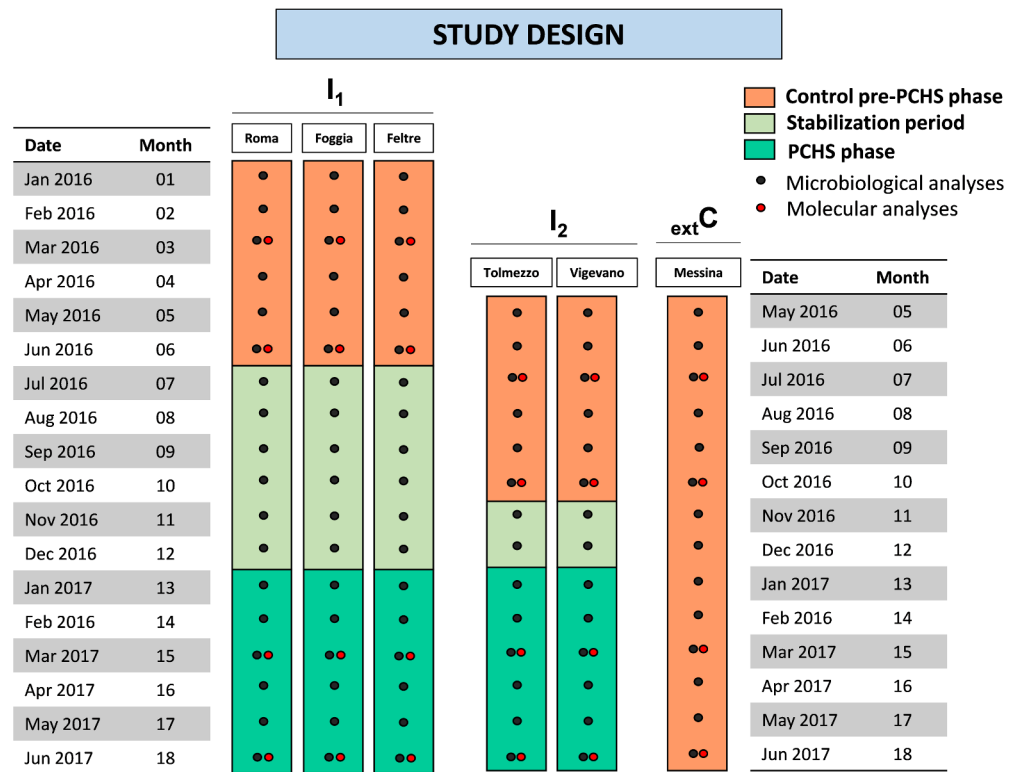 STUDY DESIGN
I1
Roma Foggia Feltre
Control pre-PCHS phase
Stabilization period
PCHS phase
Microbiological analyses
Molecular analyses
Date Month
Jan 2016 01
Feb 2016 02
Mar 2016 03
Apr 2016 04
May 2016 05
Jun 2016 06
Jul 2016 07
Aug 2016 08
Sep 2016 09
Oct 2016 10
Nov 2016 11
Dec 2016 12
Jan 2017 13
Feb 2016 14
Mar 2017 15
Apr 2017 16
May 2017 17
Jun 2017 18
I2
Tolmezzo Vigevano
extC
Messina
Date Month
May 2016 05
Jun 2016 06
Jul 2016 07
Aug 2016 08
Sep 2016 09
Oct 2016 10
Nov 2016 11
Dec 2016 12
Jan 2017 13
Feb 2016 14
Mar 2017 15
Apr 2017 16
May 2017 17
Jun 2017 18